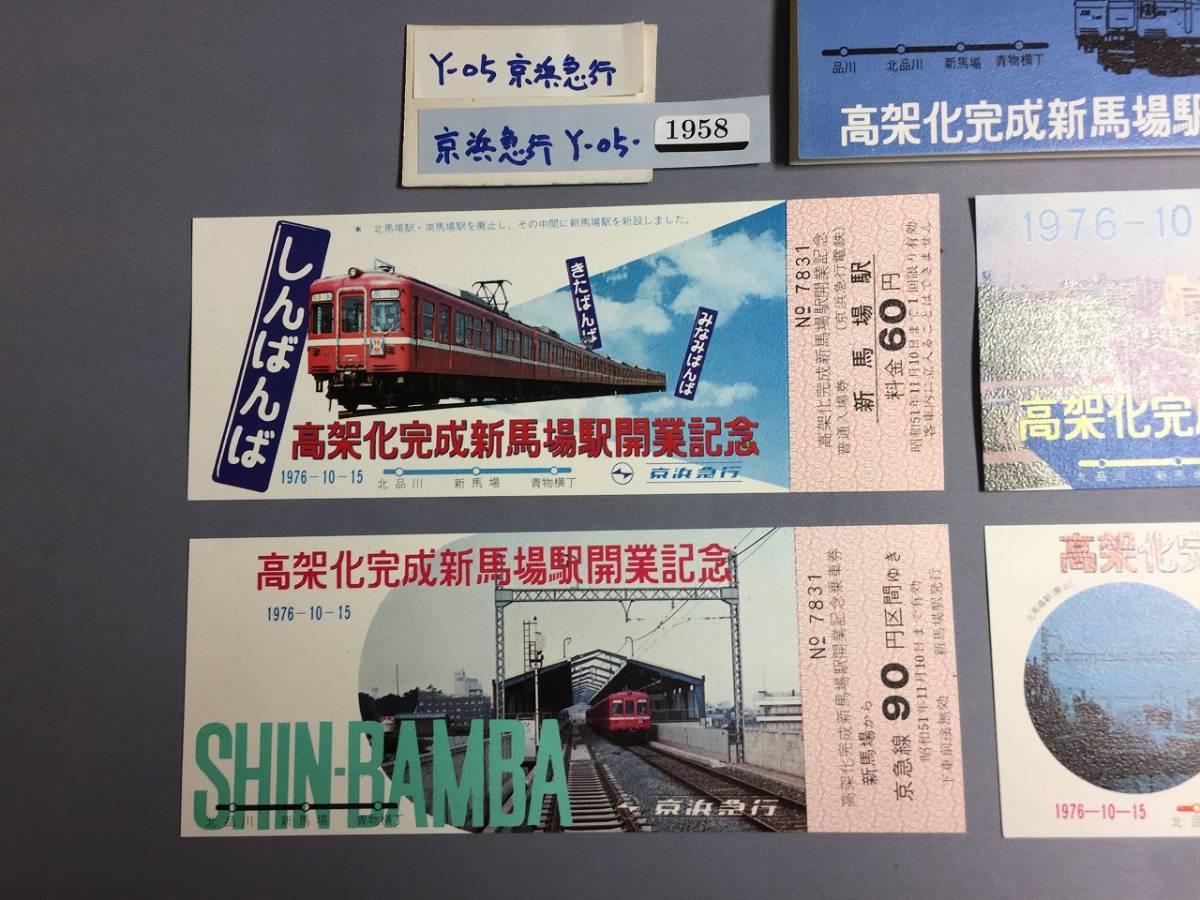 Y-05 京浜急行
京浜急行 Y-05-
1958
品川 北品川 新馬場 青物横丁
高架化完成新馬場駅
＊ 北馬場駅・南馬場駅を廃止し、その中間に新馬場駅を新設しました。
しんばんば
きたばんば
みなみばんば
高架化完成新馬場駅開業記念
1976-10-15
北品川 新馬場 青物横丁
京浜急行
№ 7831
高架化完成新馬場駅開業記念
普通入場券 (京浜急行電鉄)
新馬場駅
料金60円
昭和51年11月10日まで1回限り有効
客車内に立入ることはできません
1976-10
高架化完成
高架化完成新馬場駅開業記念
1976-10-15
SHIN-BAMBA
北品川 新馬場 青物横丁
京浜急行
№ 7831
高架化完成新馬場駅開業記念乗車券
新馬場から
京急線 90 円区間ゆき
昭和51年11月10日まで有効
下車前途無効 新馬場駅発行
高架化完
北馬場駅(廃止)
1976-10-15
北品